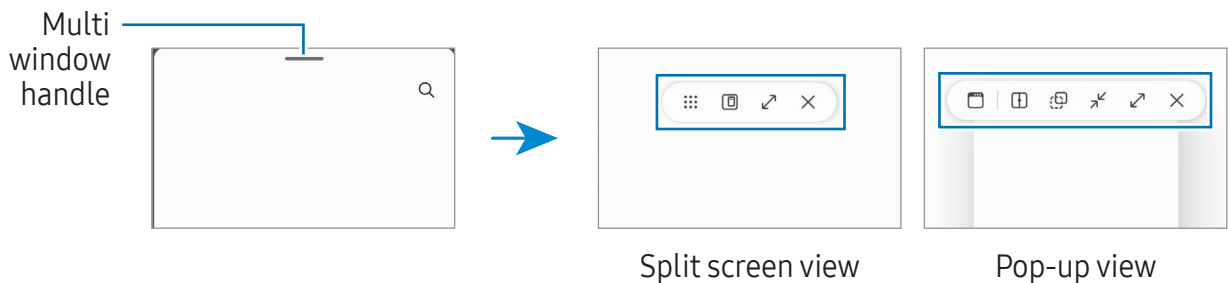 Multi
window
handle
Split screen view
Pop-up view